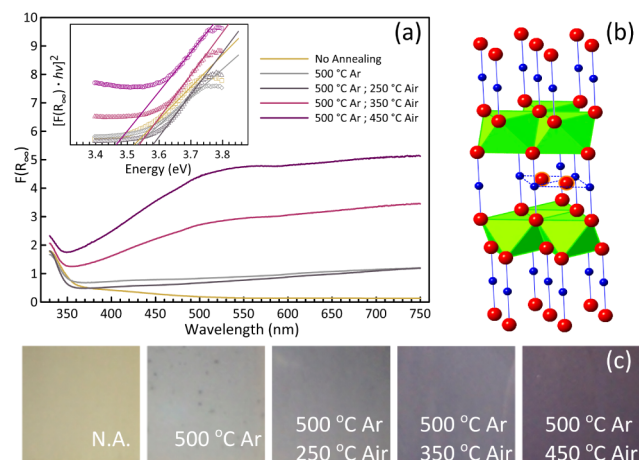 (a)
10
9
8
7
6
5
4
3
2
1
0
F(R∞)
350 400 450 500 550 600 650 700 750
Wavelength (nm)
[F(R∞) · hν]²
3.4 3.5 3.6 3.7 3.8
Energy (eV)
No Annealing
500 °C Ar
500 °C Ar ; 250 °C Air
500 °C Ar ; 350 °C Air
500 °C Ar ; 450 °C Air
(b)
(c)
N.A.
500 °C Ar
500 °C Ar
250 °C Air
500 °C Ar
350 °C Air
500 °C Ar
450 °C Air